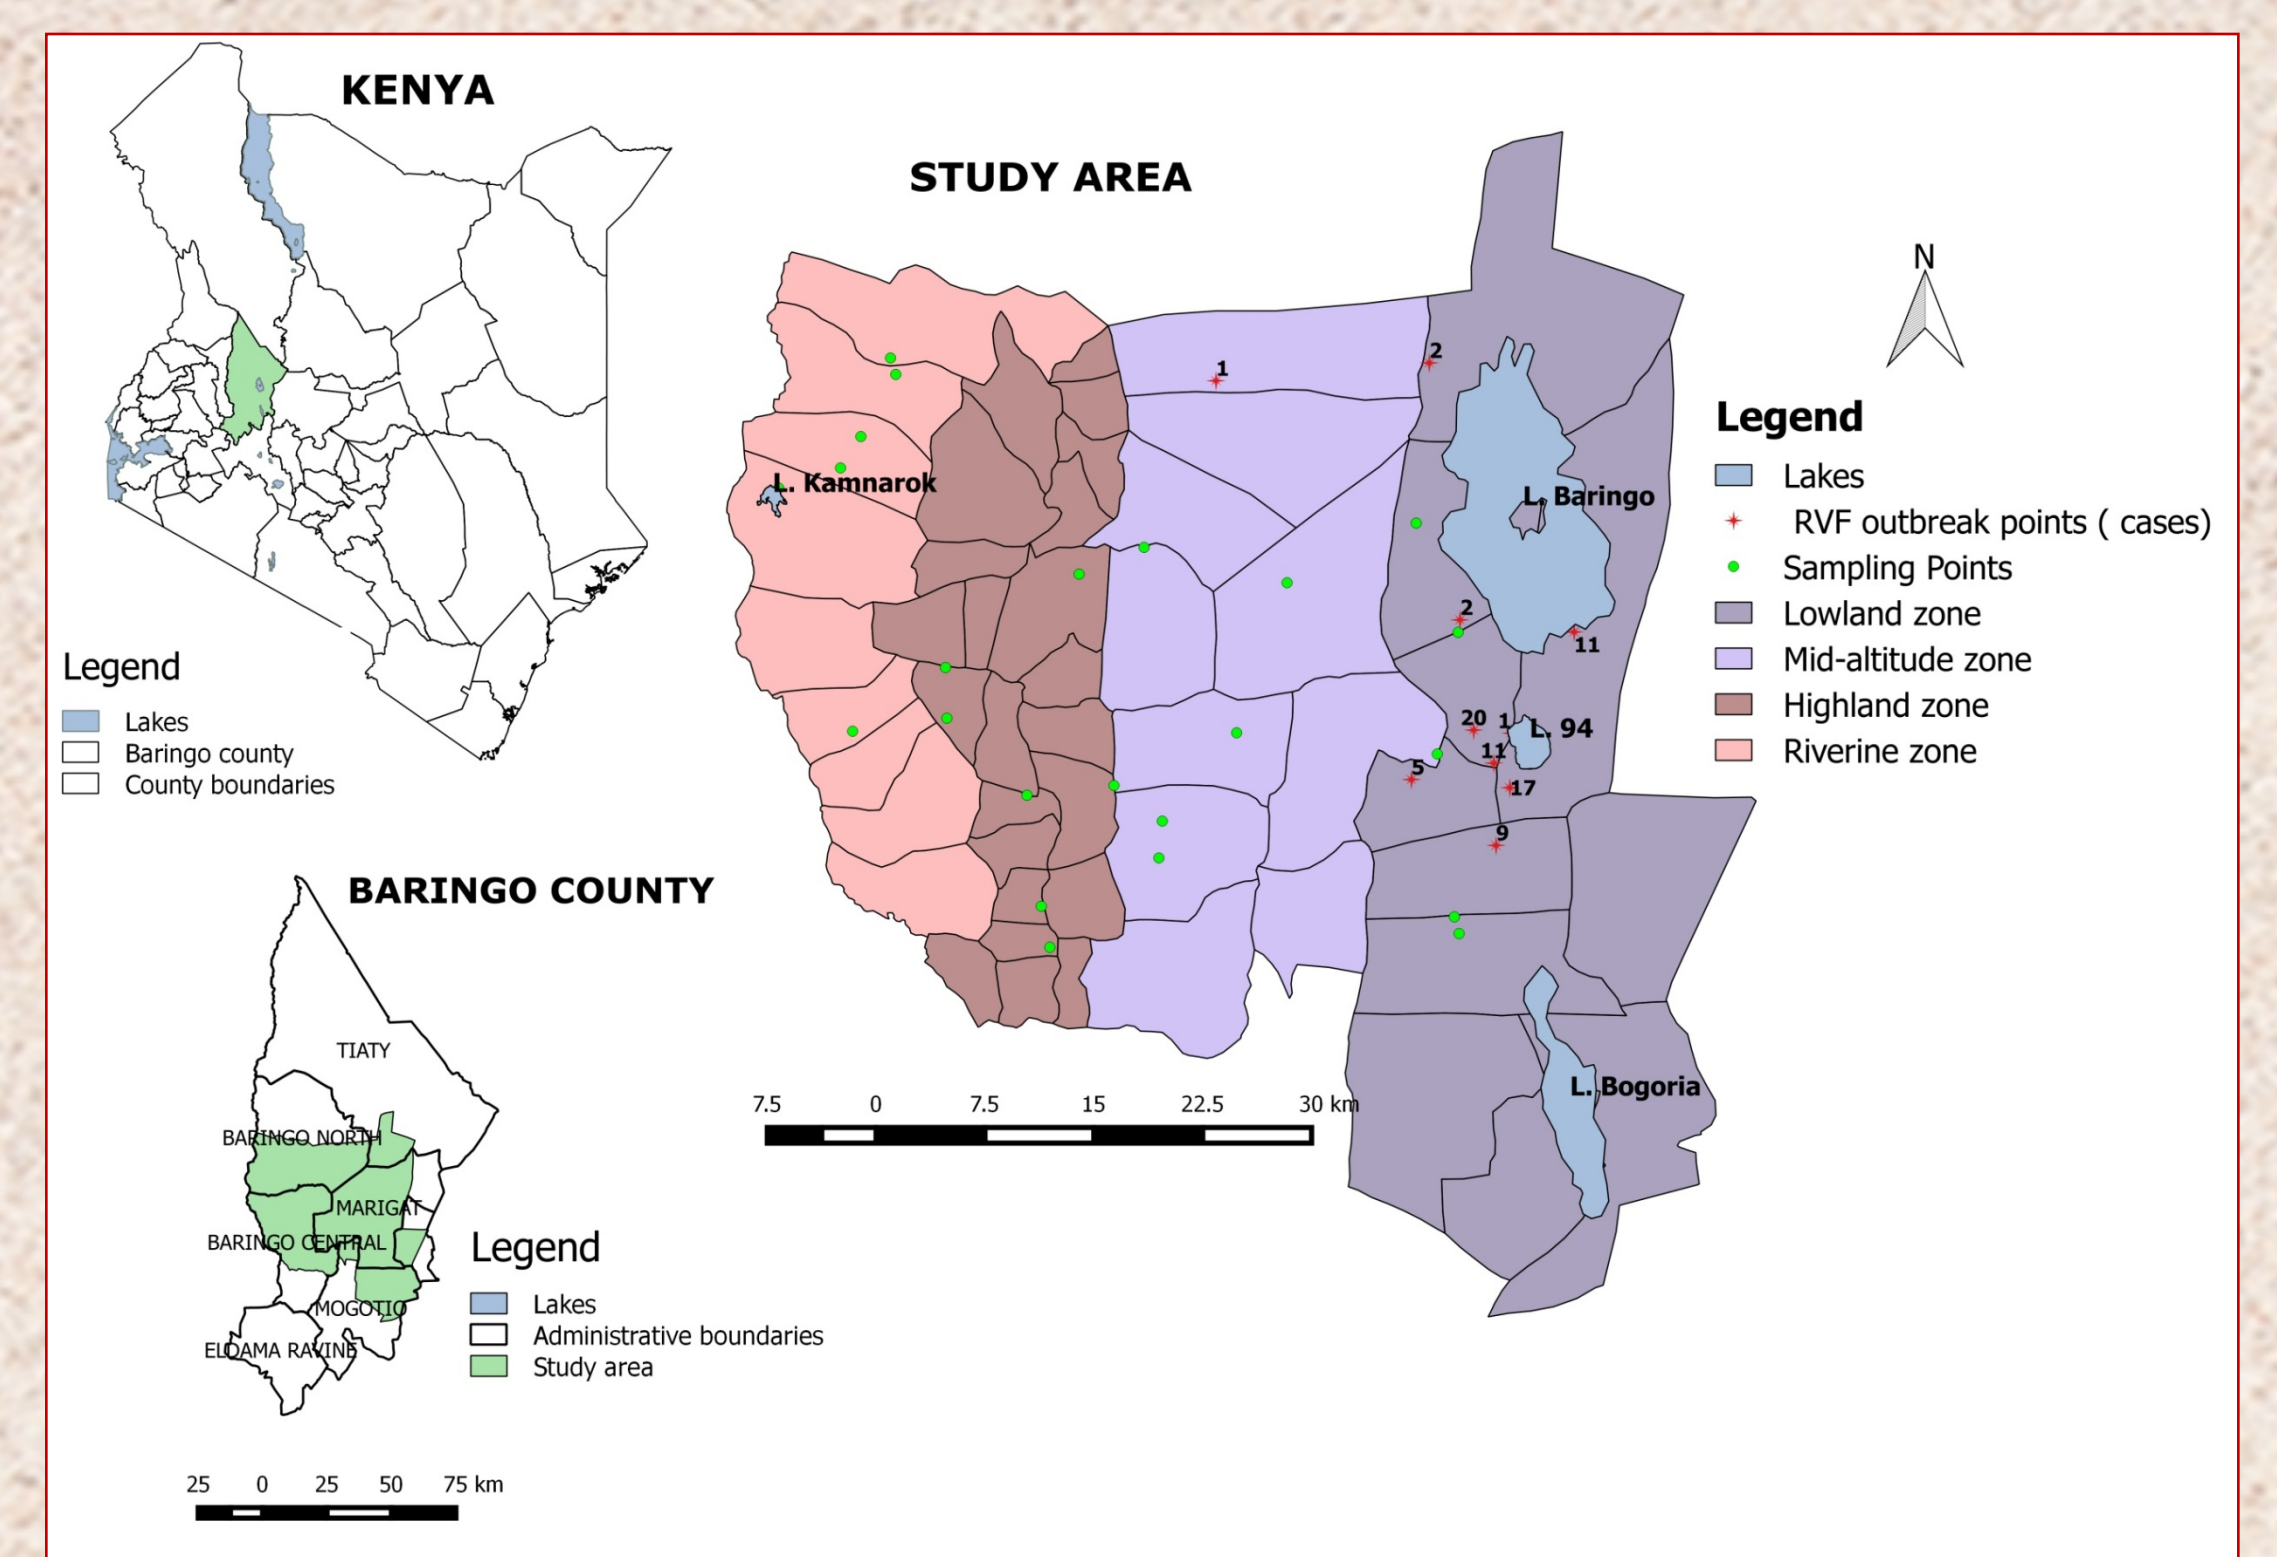 KENYA
Legend
Lakes
Baringo county
County boundaries
STUDY AREA
N
1
2
L. Kamnarok
L. Baringo
2
11
20
1
L. 94
11
5
17
9
L. Bogoria
7.5 0 7.5 15 22.5 30 km
Legend
Lakes
RVF outbreak points ( cases)
Sampling Points
Lowland zone
Mid-altitude zone
Highland zone
Riverine zone
BARINGO COUNTY
TIATY
BARINGO NORTH
MARIGAT
BARINGO CENTRAL
MOGOTIO
ELDAMA RAVINE
Legend
Lakes
Administrative boundaries
Study area
25 0 25 50 75 km